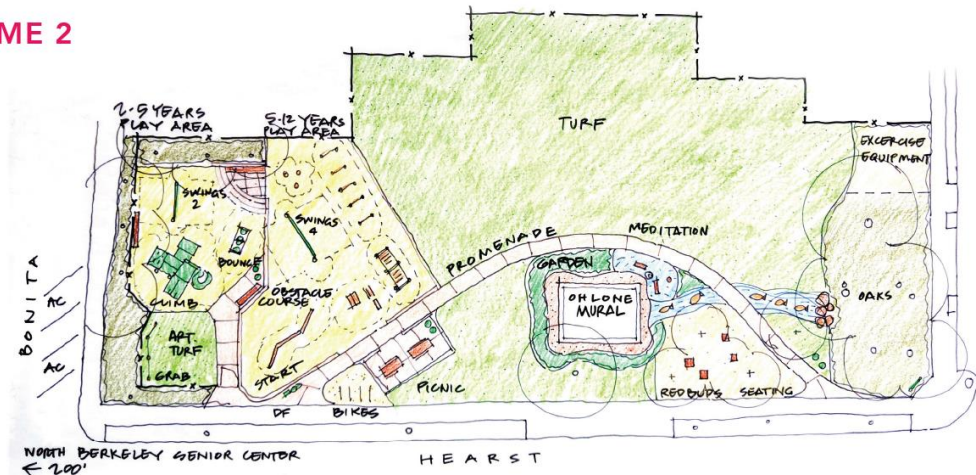 ME 2
2-5 YEARS
PLAY AREA
5-12 YEARS
PLAY AREA
TURF
EXCERCISE
EQUIPMENT
SWINGS
2
SWINGS
4
BOUNCE
CLIMB
OBSTACLE
COURSE
PROMENADE
MEDITATION
GARDEN
OHLONE
MURAL
OAKS
BONITA
AC
AC
ART.
TURF
GRAB
START
PICNIC
REDBUDS
SEATING
DF
BIKES
NORTH BERKELEY SENIOR CENTER
← 200'
HEARST